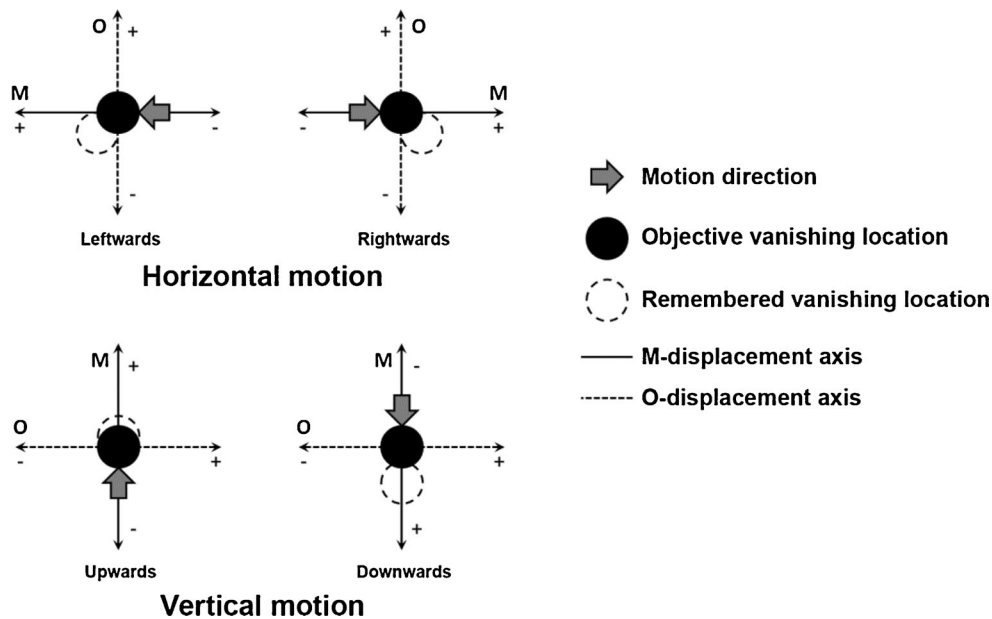 O + + O
M M
+ - - +
- -
Leftwards Rightwards
Horizontal motion
Motion direction
Objective vanishing location
Remembered vanishing location
M-displacement axis
O-displacement axis
M + M -
O O
- + - +
- +
Upwards Downwards
Vertical motion